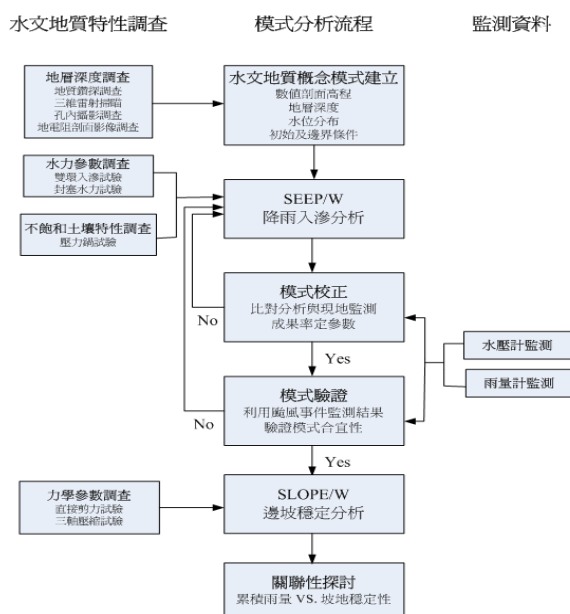 水文地質特性調查
模式分析流程
監測資料
地層深度調查
地質鑽探調查
三維雷射掃瞄
孔內攝影調查
地電阻剖面影像調查
水文地質概念模式建立
數值剖面高程
地層深度
水位分布
初始及邊界條件
水力參數調查
雙環入滲試驗
封塞水力試驗
不飽和土壤特性調查
壓力鍋試驗
SEEP/W
降雨入滲分析
模式校正
比對分析與現地監測
成果率定參數
No
Yes
水壓計監測
雨量計監測
模式驗證
利用颱風事件監測結果
驗證模式合宜性
No
Yes
力學參數調查
直接剪力試驗
三軸壓縮試驗
SLOPE/W
邊坡穩定分析
關聯性探討
累積雨量 VS. 坡地穩定性